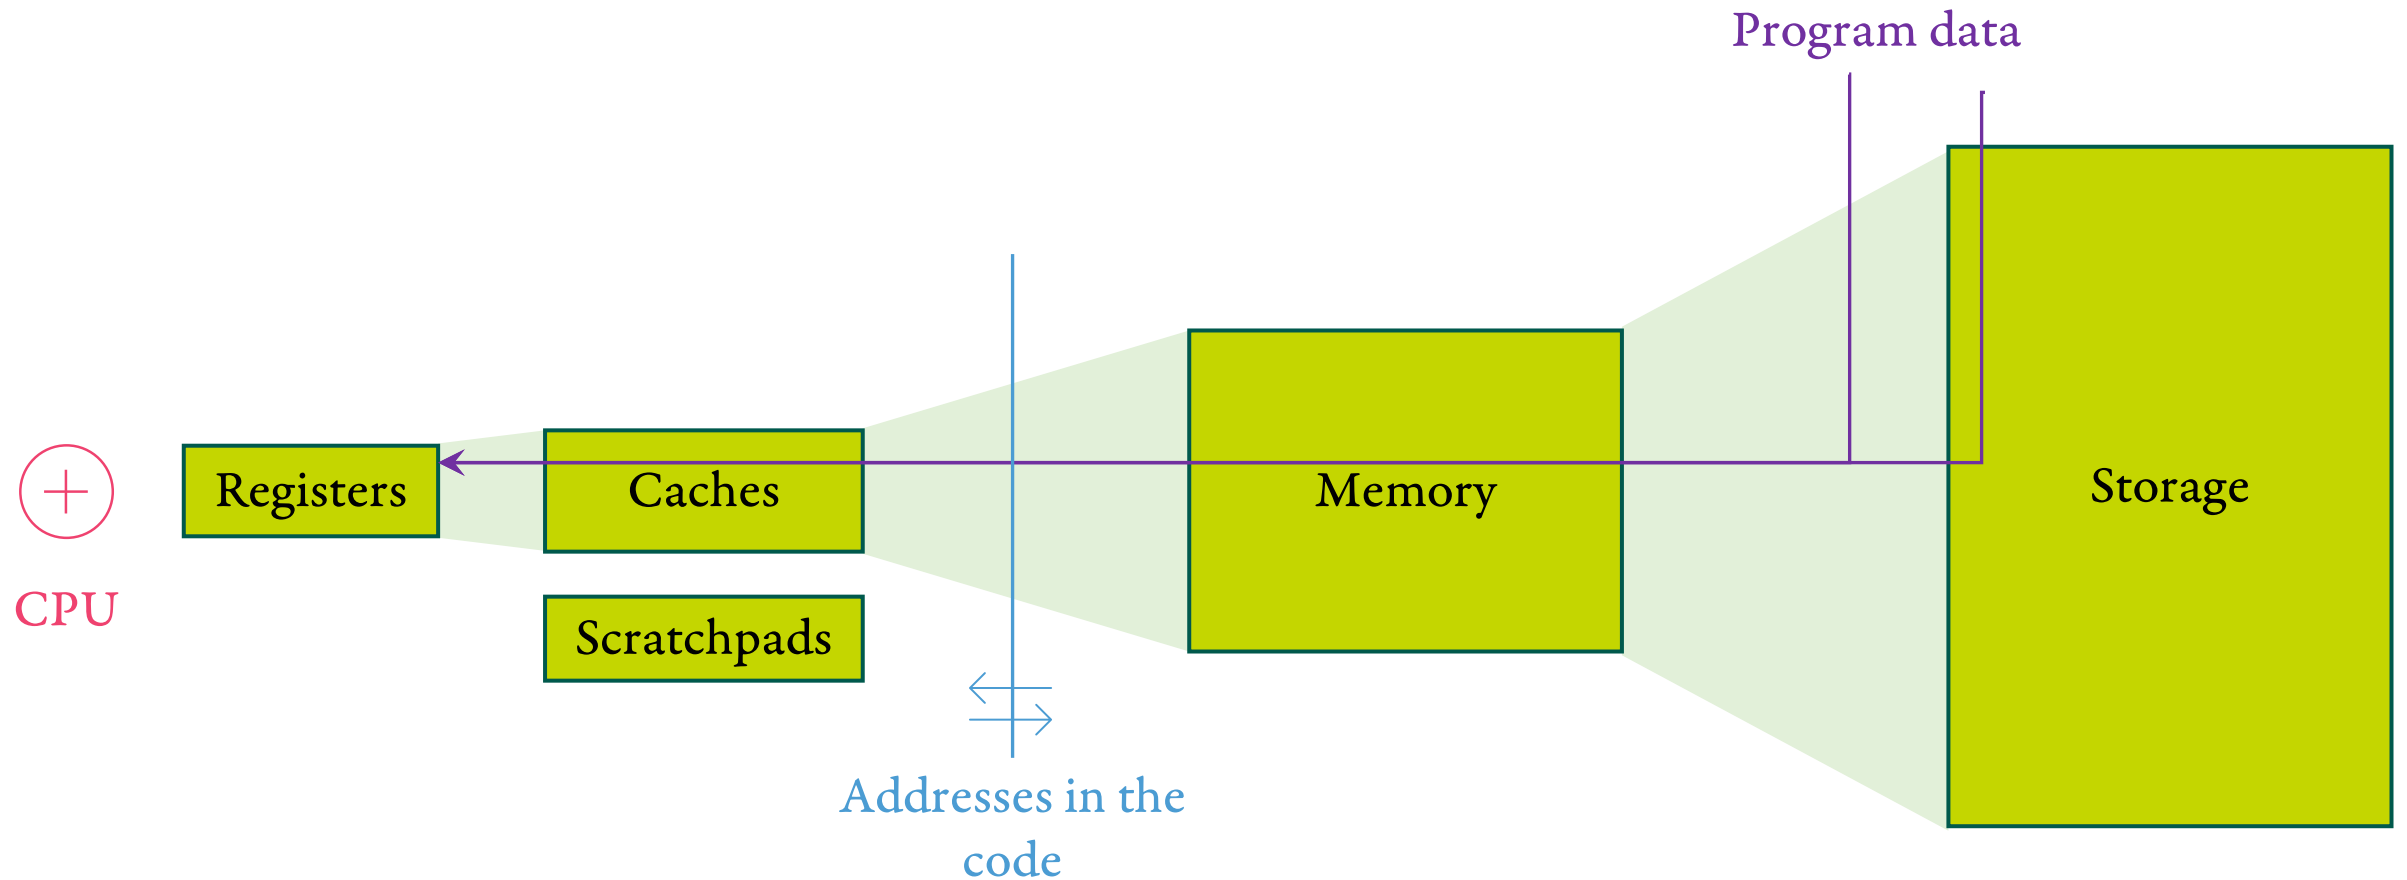 Program data
Registers
Caches
Memory
Storage
CPU
Scratchpads
Addresses in the
code